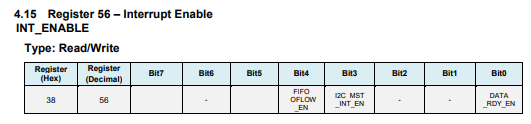 4.15 Register 56 – Interrupt Enable
INT_ENABLE
Type: Read/Write
Register (Hex) Register (Decimal) Bit7 Bit6 Bit5 Bit4 Bit3 Bit2 Bit1 Bit0
38 56 - FIFO OFLOW _EN I2C_MST _INT_EN - - DATA _RDY_EN